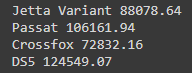 Jetta Variant 88078.64
Passat 106161.94
Crossfox 72832.16
DS5 124549.07